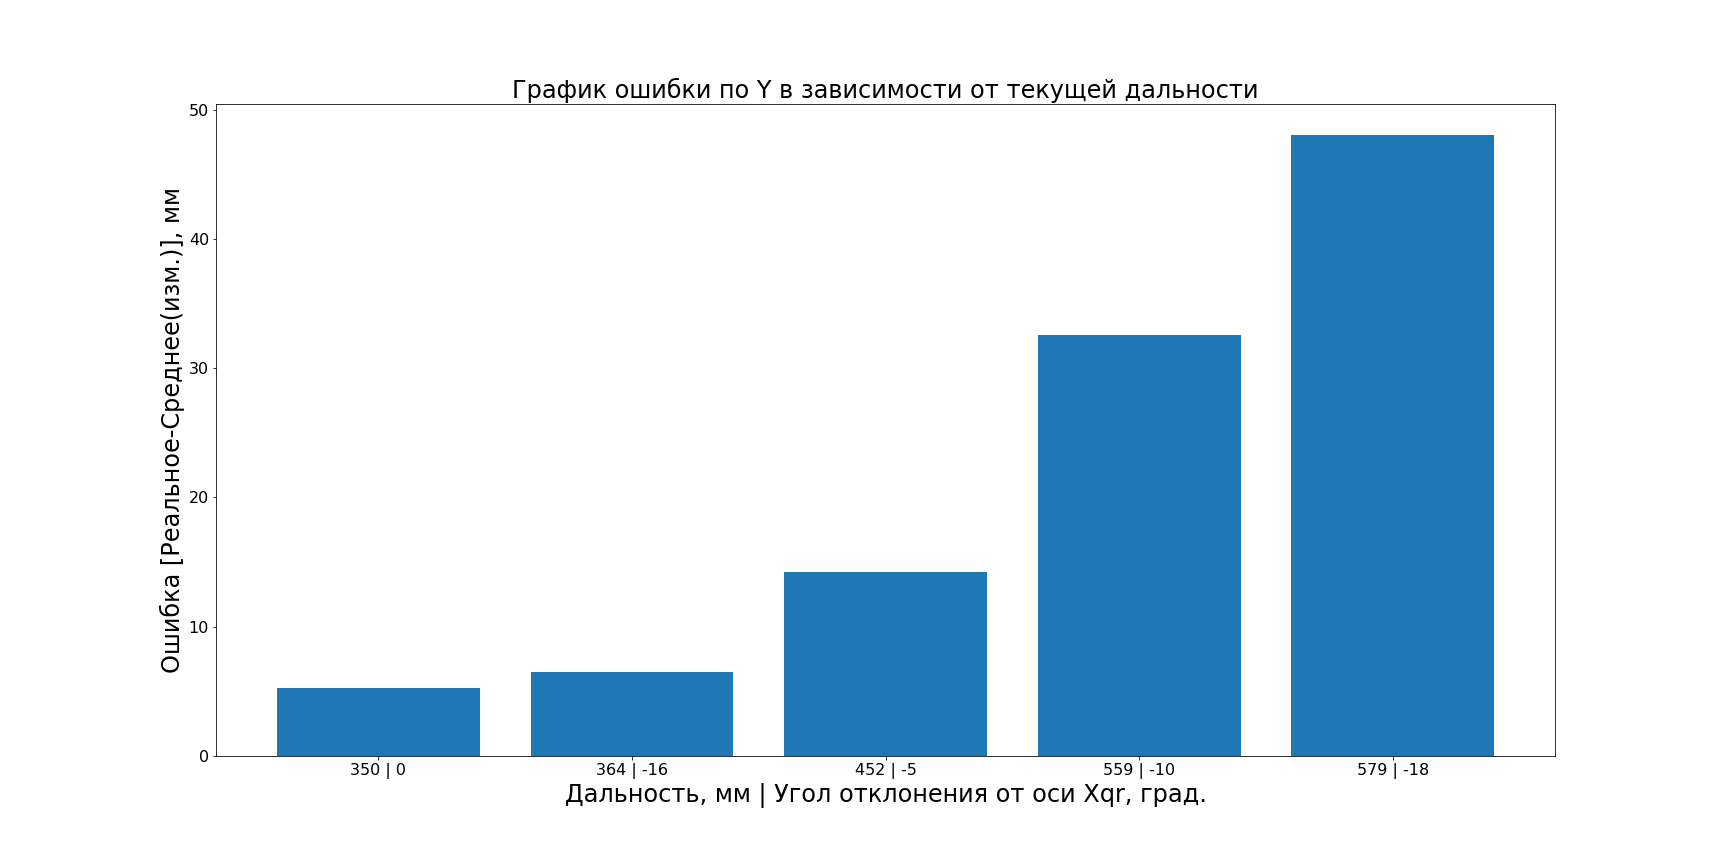 График ошибки по Y в зависимости от текущей дальности
Ошибка [Реальное-Среднее(изм.)], мм
50
40
30
20
10
0
350 | 0
364 | -16
452 | -5
559 | -10
579 | -18
Дальность, мм | Угол отклонения от оси Xqr, град.